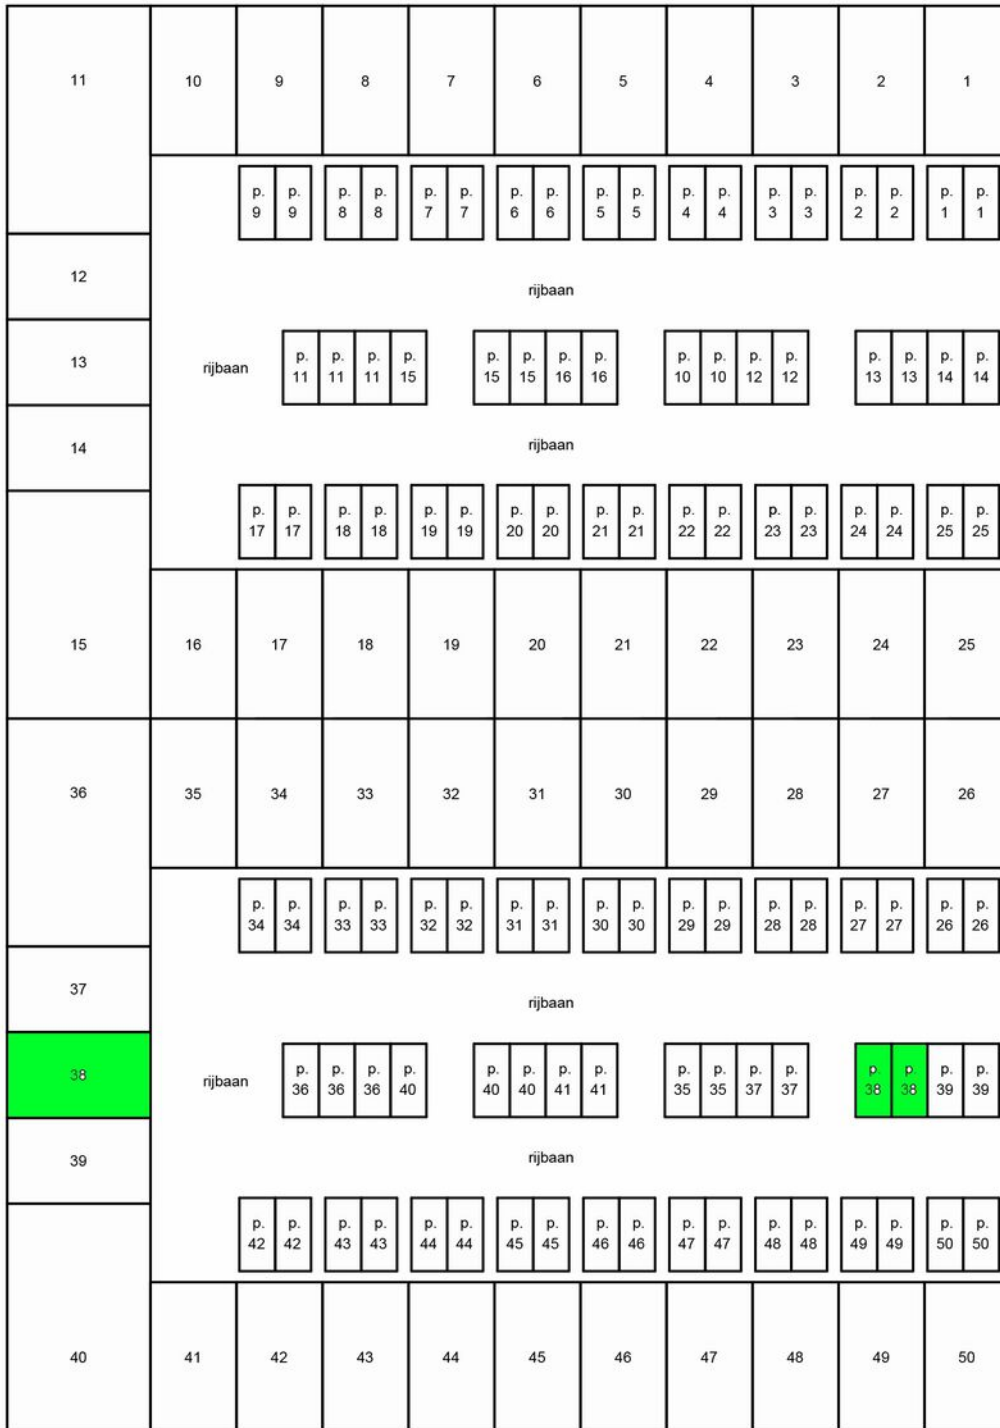 11 10 9 8 7 6 5 4 3 2 1
p. p. p. p. p. p. p. p. p. p. p. p. p. p. p. p. p. p.
9 9 8 8 7 7 6 6 5 5 4 4 3 3 2 2 1 1
12
rijbaan
13
rijbaan
p. p. p. p. p. p. p. p. p. p. p. p. p. p. p. p.
11 11 11 15 15 15 16 16 10 10 12 12 13 13 14 14
14
rijbaan
p. p. p. p. p. p. p. p. p. p. p. p. p. p. p. p. p. p.
17 17 18 18 19 19 20 20 21 21 22 22 23 23 24 24 25 25
15 16 17 18 19 20 21 22 23 24 25
36 35 34 33 32 31 30 29 28 27 26
p. p. p. p. p. p. p. p. p. p. p. p. p. p. p. p. p. p.
34 34 33 33 32 32 31 31 30 30 29 29 28 28 27 27 26 26
37
rijbaan
38
rijbaan
p. p. p. p. p. p. p. p. p. p. p. p. p. p. p. p.
36 36 36 40 40 40 41 41 35 35 37 37 38 38 39 39
39
rijbaan
p. p. p. p. p. p. p. p. p. p. p. p. p. p. p. p. p. p.
42 42 43 43 44 44 45 45 46 46 47 47 48 48 49 49 50 50
40 41 42 43 44 45 46 47 48 49 50